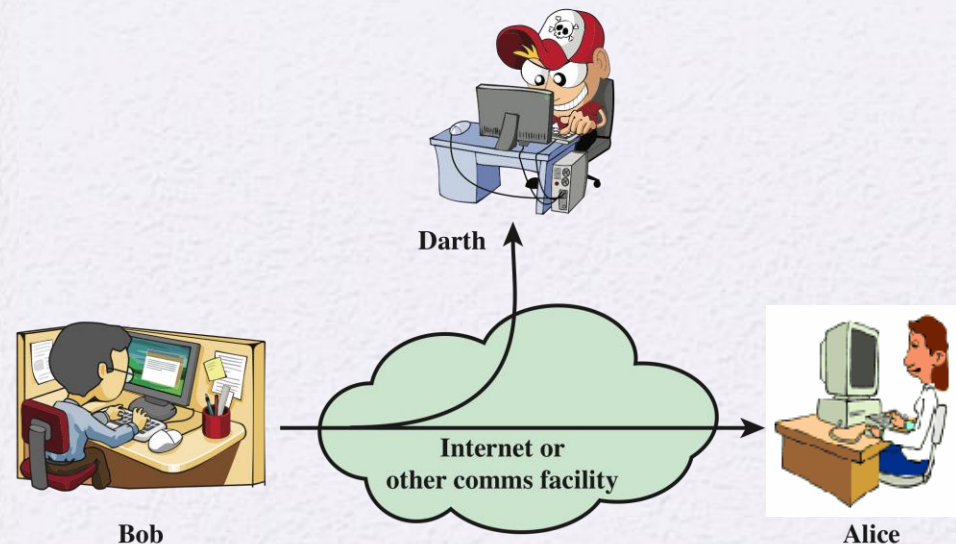 Darth
Internet or
other comms facility
Bob
Alice